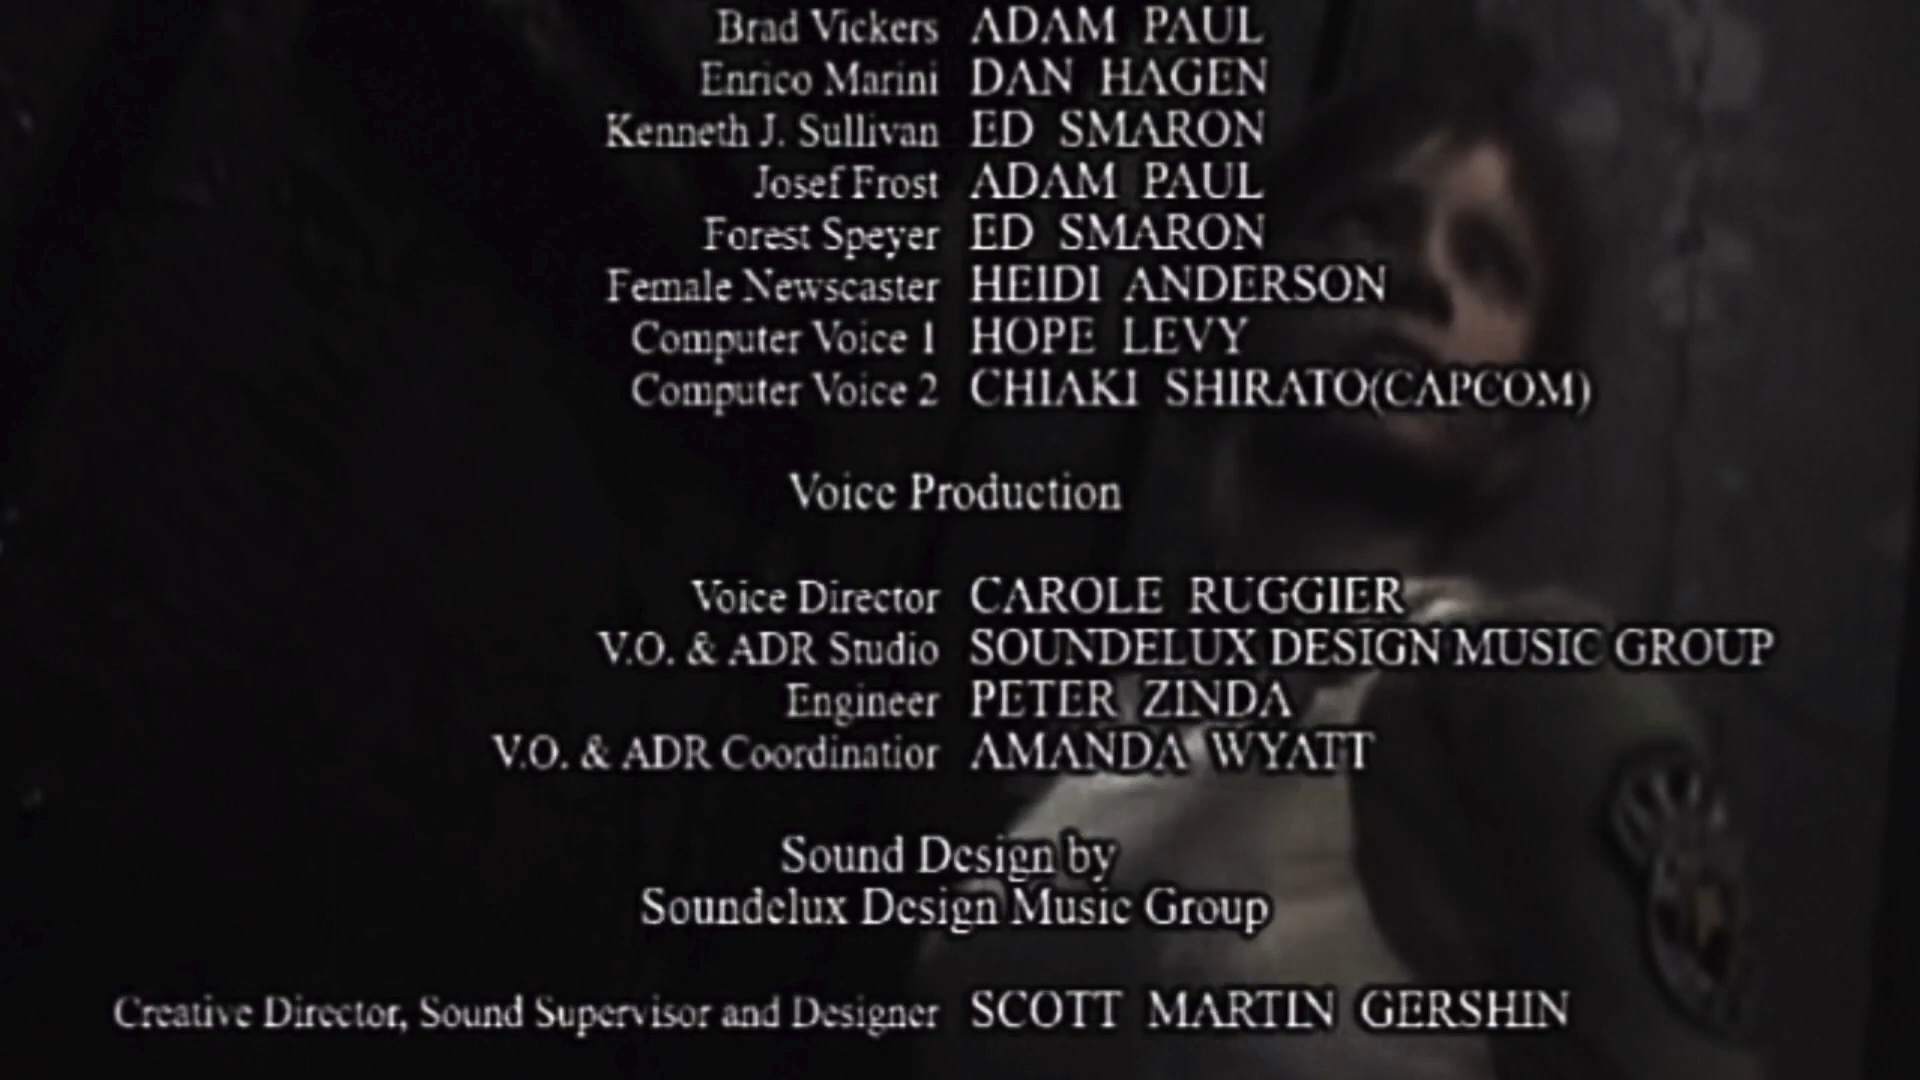 Brad Vickers ADAM PAUL
Enrico Marini DAN HAGEN
Kenneth J. Sullivan ED SMARON
Josef Frost ADAM PAUL
Forest Speyer ED SMARON
Female Newscaster HEIDI ANDERSON
Computer Voice 1 HOPE LEVY
Computer Voice 2 CHIAKI SHIRATO(CAPCOM)
Voice Production
Voice Director CAROLE RUGGIER
V.O. & ADR Studio SOUNDELUX DESIGN MUSIC GROUP
Engineer PETER ZINDA
V.O. & ADR Coordinatior AMANDA WYATT
Sound Design by
Soundelux Design Music Group
Creative Director, Sound Supervisor and Designer SCOTT MARTIN GERSHIN